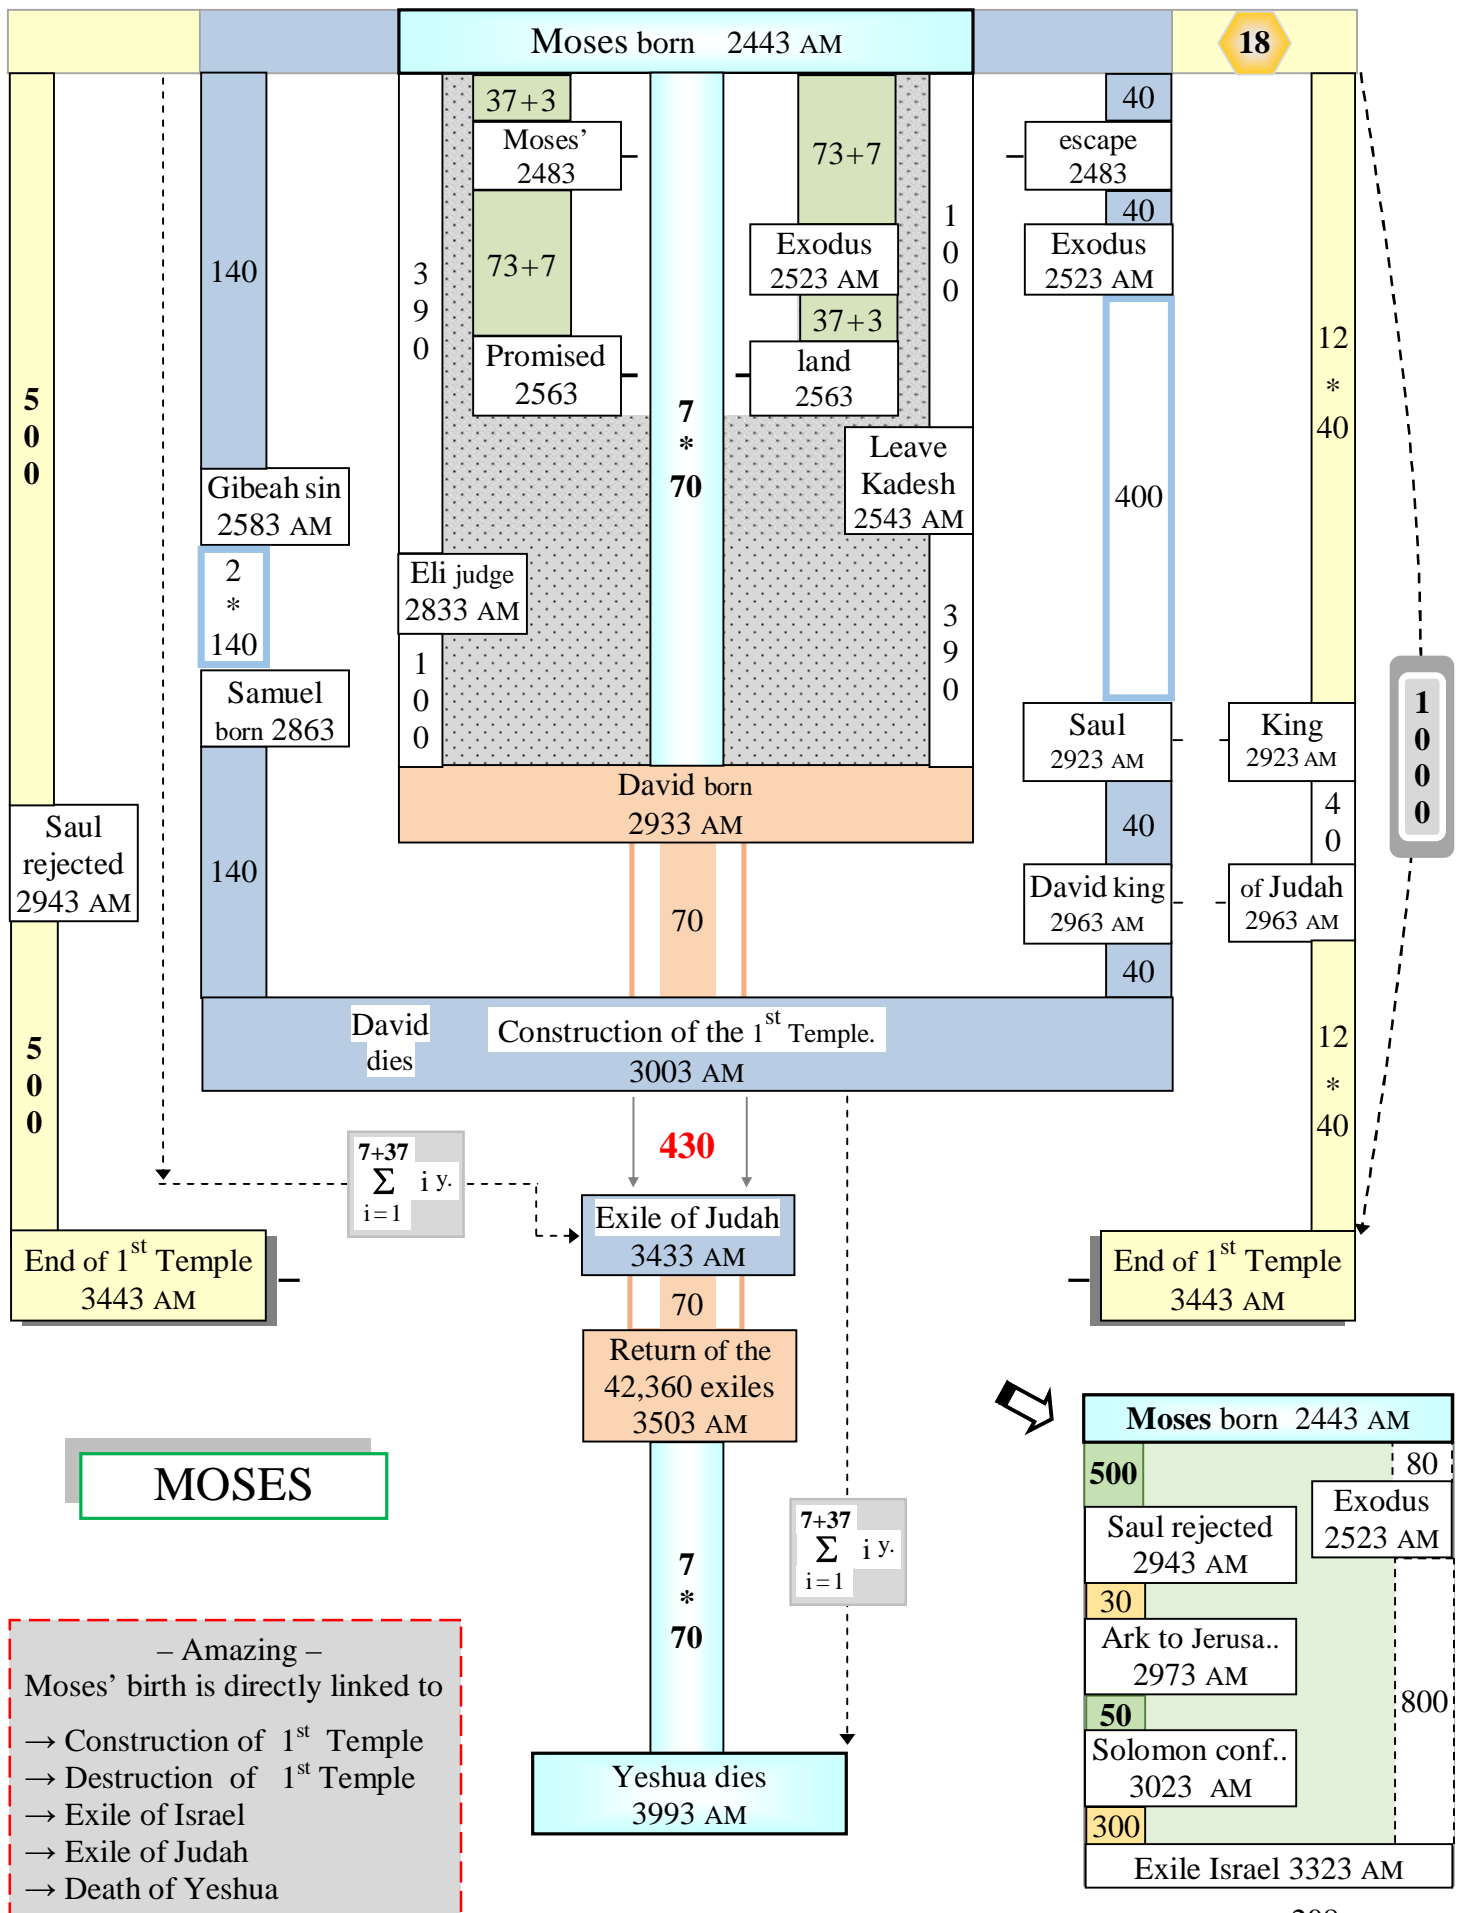 Moses born 2443 AM
18
37+3
40
Moses’
2483
73+7
escape
2483
40
1
0
0
140
3
9
0
73+7
Exodus
2523 AM
Exodus
2523 AM
37+3
12
*
40
Promised
2563
land
2563
5
0
0
7
*
70
Leave
Kadesh
2543 AM
400
Gibeah sin
2583 AM
2
*
140
Eli judge
2833 AM
3
9
0
1
0
0
Samuel
born 2863
Saul
2923 AM
King
2923 AM
1
0
0
0
David born
2933 AM
4
0
40
Saul
rejected
2943 AM
140
70
David king
2963 AM
of Judah
2963 AM
40
David
dies
Construction of the 1st Temple.
3003 AM
5
0
0
12
*
40
7+37
Σ i y.
i=1
430
Exile of Judah
3433 AM
End of 1st Temple
3443 AM
End of 1st Temple
3443 AM
70
Return of the
42,360 exiles
3503 AM
MOSES
7
*
70
7+37
Σ i y.
i=1
Moses born 2443 AM
500
80
Exodus
2523 AM
Saul rejected
2943 AM
30
Ark to Jerusa..
2973 AM
800
50
Solomon conf..
3023 AM
300
Exile Israel 3323 AM
– Amazing –
Moses’ birth is directly linked to
→ Construction of 1st Temple
→ Destruction of 1st Temple
→ Exile of Israel
→ Exile of Judah
→ Death of Yeshua
Yeshua dies
3993 AM